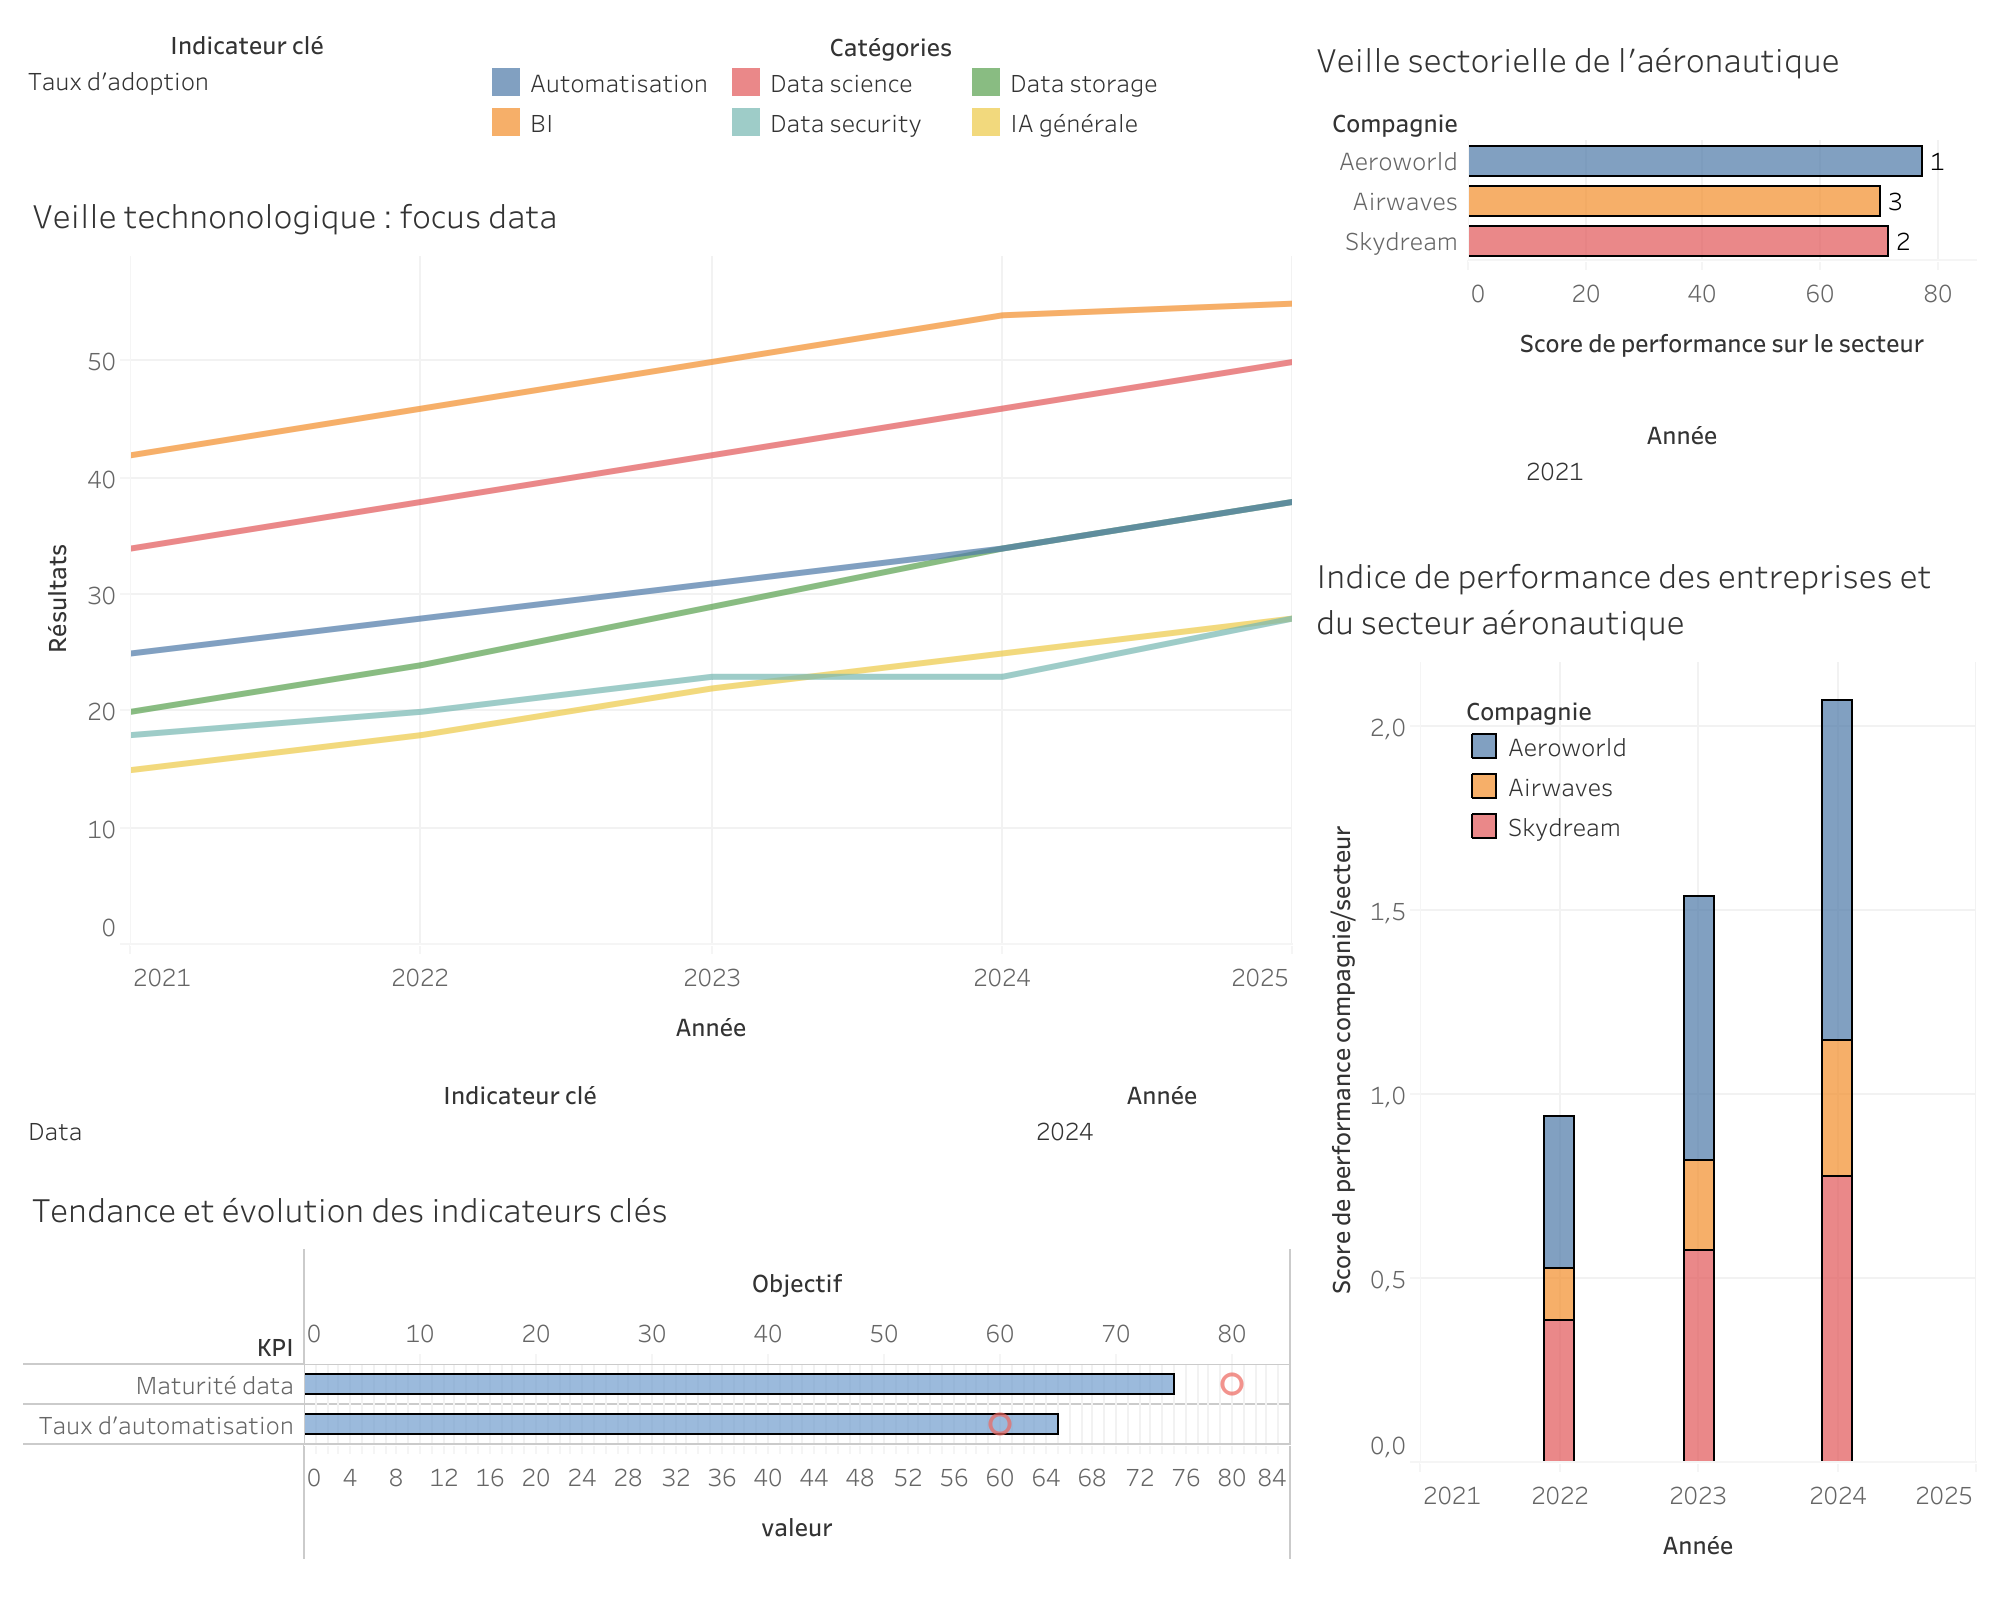 Indicateur clé
Taux d'adoption
Catégories
Automatisation
Data science
Data storage
BI
Data security
IA générale
Veille technonologique : focus data
50
40
30
20
10
0
Résultats
2021 2022 2023 2024 2025
Année
Indicateur clé
Data
Année
2024
Tendance et évolution des indicateurs clés
Objectif
KPI
0 10 20 30 40 50 60 70 80
Maturité data
Taux d'automatisation
0 4 8 12 16 20 24 28 32 36 40 44 48 52 56 60 64 68 72 76 80 84
valeur
Veille sectorielle de l'aéronautique
Compagnie
Aeroworld 1
Airwaves 3
Skydream 2
0 20 40 60 80
Score de performance sur le secteur
Année
2021
Indice de performance des entreprises et
du secteur aéronautique
Compagnie
Aeroworld
Airwaves
Skydream
2,0
1,5
1,0
0,5
0,0
Score de performance compagnie/secteur
2021 2022 2023 2024 2025
Année